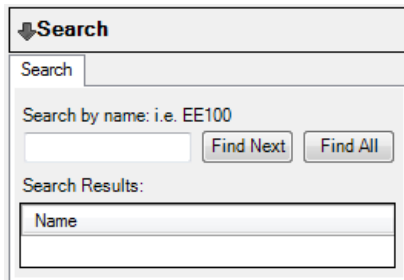 Search
Search
Search by name: i.e. EE100
Find Next Find All
Search Results:
Name